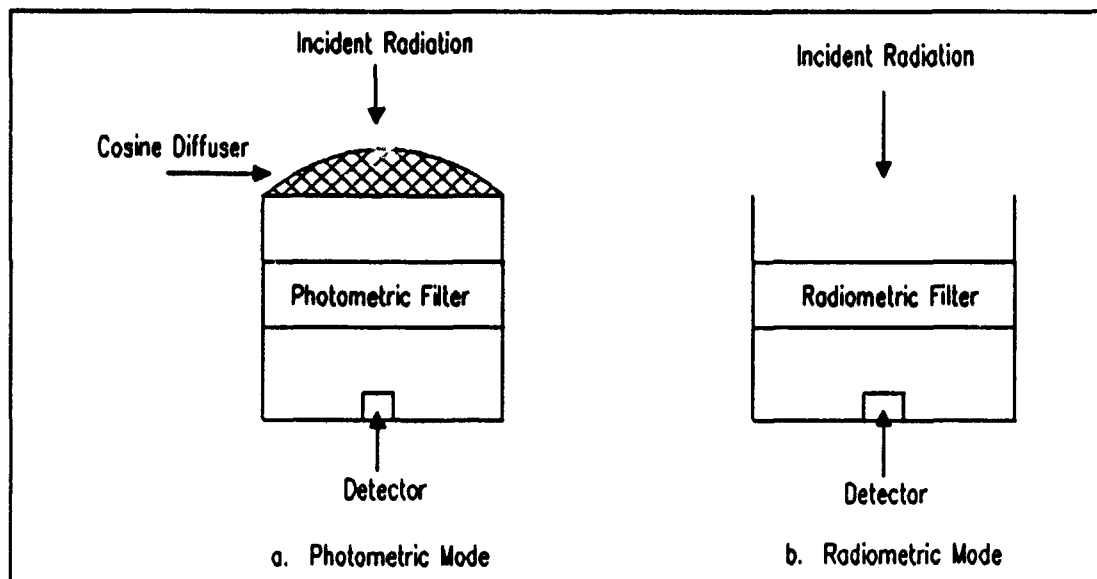 Incident Radiation
Cosine Diffuser
Photometric Filter
Detector
a. Photometric Mode
Incident Radiation
Radiometric Filter
Detector
b. Radiometric Mode